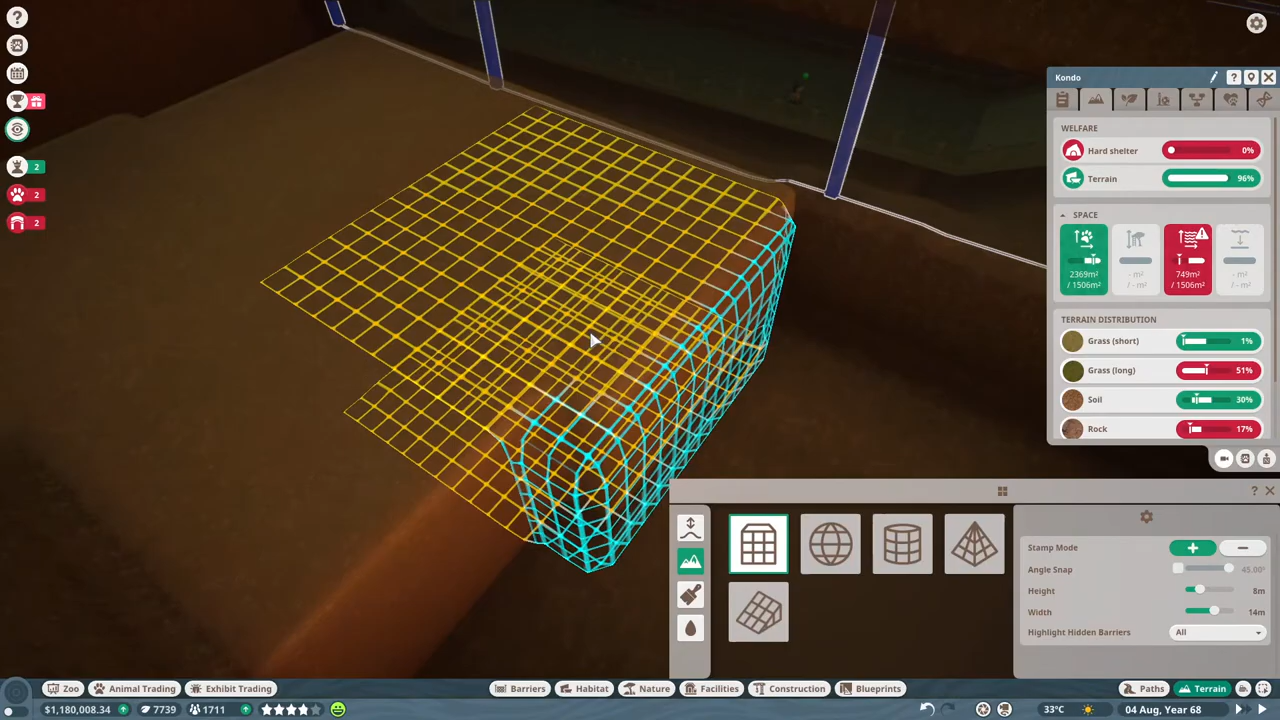 ?
2
2
2
Kondo
?
WELFARE
Hard shelter 0%
Terrain 96%
SPACE
2369m² / 1506m²
- m² / - m²
749m² / 1506m²
- m² / - m²
TERRAIN DISTRIBUTION
Grass (short) 1%
Grass (long) 51%
Soil 30%
Rock 17%
?
Stamp Mode + −
Angle Snap 45.00°
Height 8m
Width 14m
Highlight Hidden Barriers All
Zoo Animal Trading Exhibit Trading Barriers Habitat Nature Facilities Construction Blueprints Paths Terrain
$1,180,008.34 7739 1711 33°C 04 Aug, Year 68